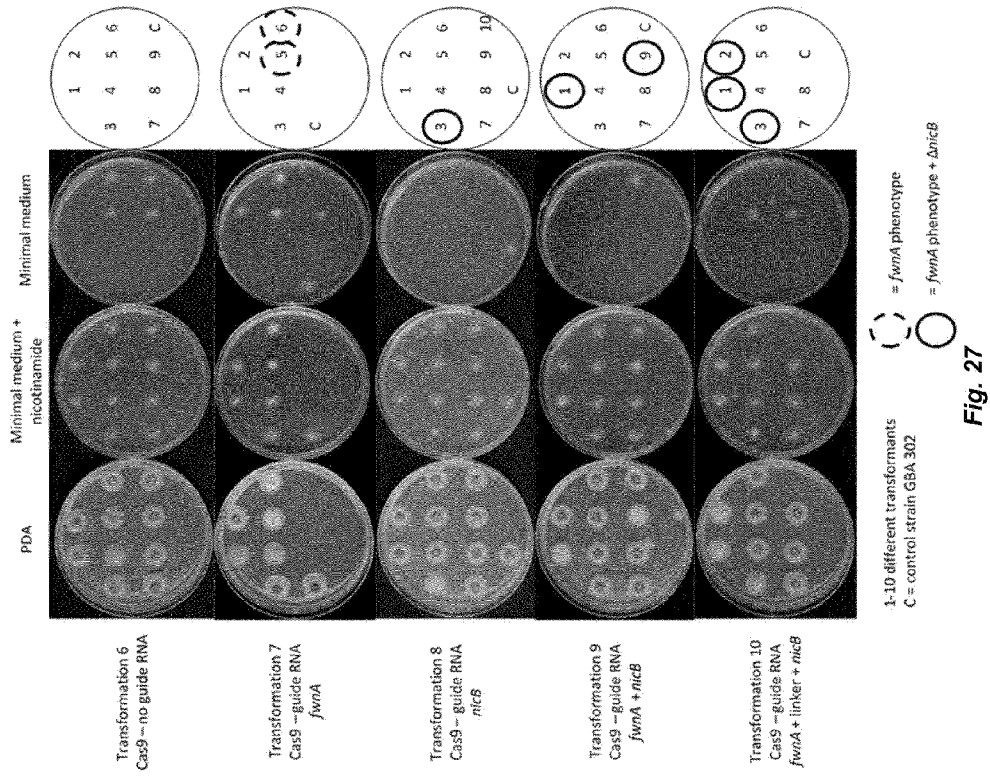 PDA
Minimal medium +
nicotinamide
Minimal medium
Transformation 6
Cas9 – no guide RNA
1 2
3 4 5 6
7 8 9 C
Transformation 7
Cas9 – guide RNA
fwnA
1 2
3 4 5 6
C
Transformation 8
Cas9 – guide RNA
nicB
1 2
3 4 5 6
7 8 9 10
C
Transformation 9
Cas9 – guide RNA
fwnA + nicB
1 2
3 4 5 6
7 8 9 C
Transformation 10
Cas9 – guide RNA
fwnA + linker + nicB
1 2
3 4 5 6
7 8 C
1-10 different transformants
C = control strain GBA 302
= fwnA phenotype
= fwnA phenotype + ΔnicB
Fig. 27